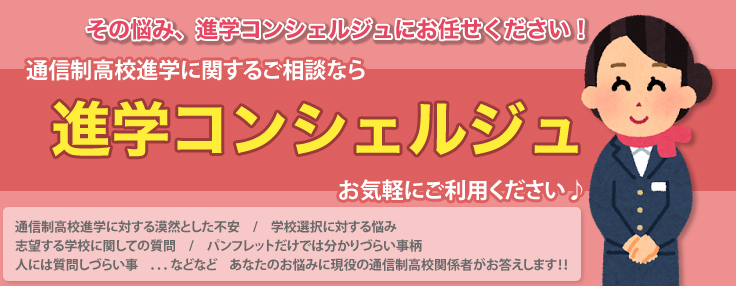 その悩み、進学コンシェルジュにお任せください！
通信制高校進学に関するご相談なら
進学コンシェルジュ
お気軽にご利用ください♪
通信制高校進学に対する漠然とした不安　/　学校選択に対する悩み
志望する学校に関しての質問　/　パンフレットだけでは分かりづらい事柄
人には質問しづらい事　...などなど　あなたのお悩みに現役の通信制高校関係者がお答えします!!